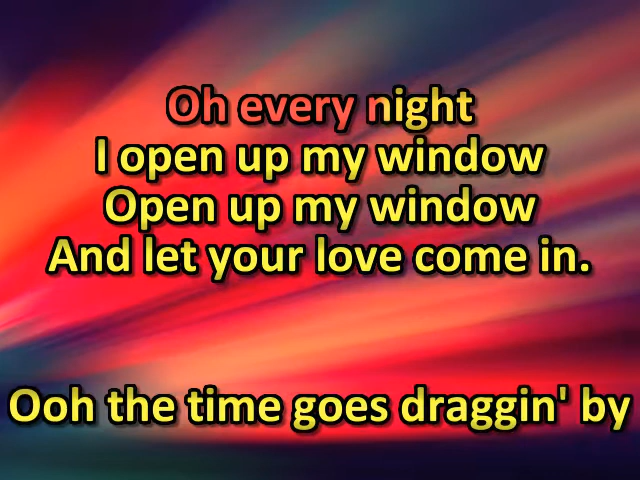 Oh every night
I open up my window
Open up my window
And let your love come in.
Ooh the time goes draggin' by